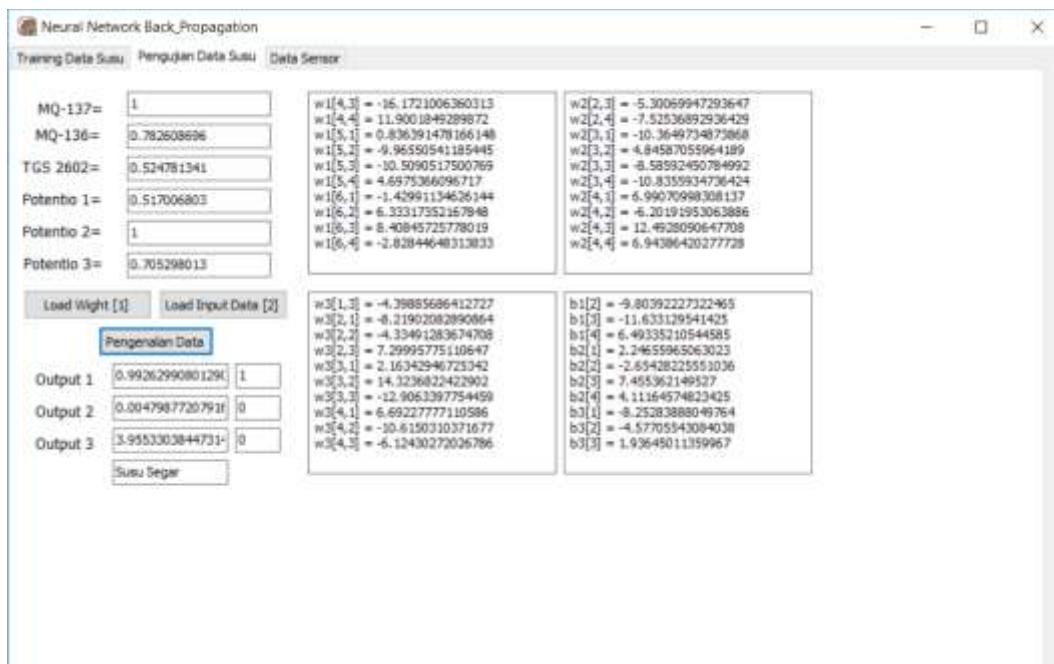 Neural Network Back_Propagation
Training Data Susu Pengujian Data Susu Data Sensor
MQ-137= 1
MQ-136= 0.782608696
TGS 2602= 0.524781341
Potentio 1= 0.517006803
Potentio 2= 1
Potentio 3= 0.705298013
Load Wight [1] Load Input Data [2]
Pengenalan Data
Output 1 0.9926299080129 1
Output 2 0.004798772079 0
Output 3 3.955330384473 0
Susu Segar
w1[4,3] = -16.1721006360313
w1[4,4] = 11.9001849289872
w1[5,1] = 0.836391478166148
w1[5,2] = -9.96550541185445
w1[5,3] = -10.5090517500769
w1[5,4] = 4.6975366096717
w1[6,1] = -1.42991134626144
w1[6,2] = 6.33317352167848
w1[6,3] = 8.40845725778019
w1[6,4] = -2.82844648313833
w2[2,3] = -5.30069947293647
w2[2,4] = -7.52536892936429
w2[3,1] = -10.3649734873868
w2[3,2] = 4.84587055964189
w2[3,3] = -8.58592450784992
w2[3,4] = -10.8355934736424
w2[4,1] = 6.99070998308137
w2[4,2] = -6.20191953063886
w2[4,3] = 12.4928090647708
w2[4,4] = 6.94386420277728
w3[1,3] = -4.39885686412727
w3[2,1] = -8.21902082890864
w3[2,2] = -4.33491283674708
w3[2,3] = 7.29995775110647
w3[3,1] = 2.16342946725342
w3[3,2] = 14.3236822422902
w3[3,3] = -12.9063397754459
w3[4,1] = 6.69227777110586
w3[4,2] = -10.6150310371677
w3[4,3] = -6.12430272026786
b1[2] = -9.80392227322465
b1[3] = -11.633129541425
b1[4] = 6.49335210544585
b2[1] = 2.24655965063023
b2[2] = -2.65428225551036
b2[3] = 7.455362149527
b2[4] = 4.11164574823425
b3[1] = -8.25283888049764
b3[2] = -4.57705543084038
b3[3] = 1.93645011359967